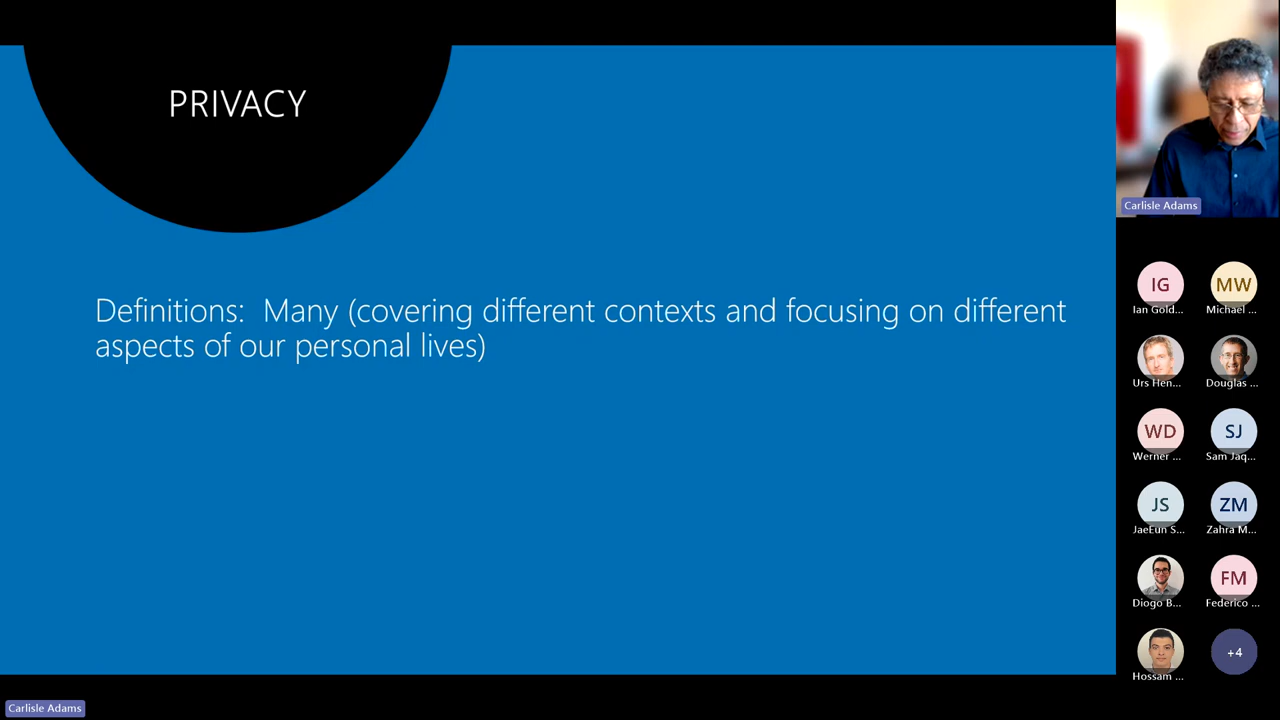 PRIVACY
Definitions:  Many (covering different contexts and focusing on different
aspects of our personal lives)
Carlisle Adams
IG
Ian Gold...
MW
Michael ...
Urs Hen...
Douglas ...
WD
Werner ...
SJ
Sam Jaq...
JS
JaeEun S...
ZM
Zahra M...
Diogo B...
FM
Federico ...
Hossam ...
+4
Carlisle Adams